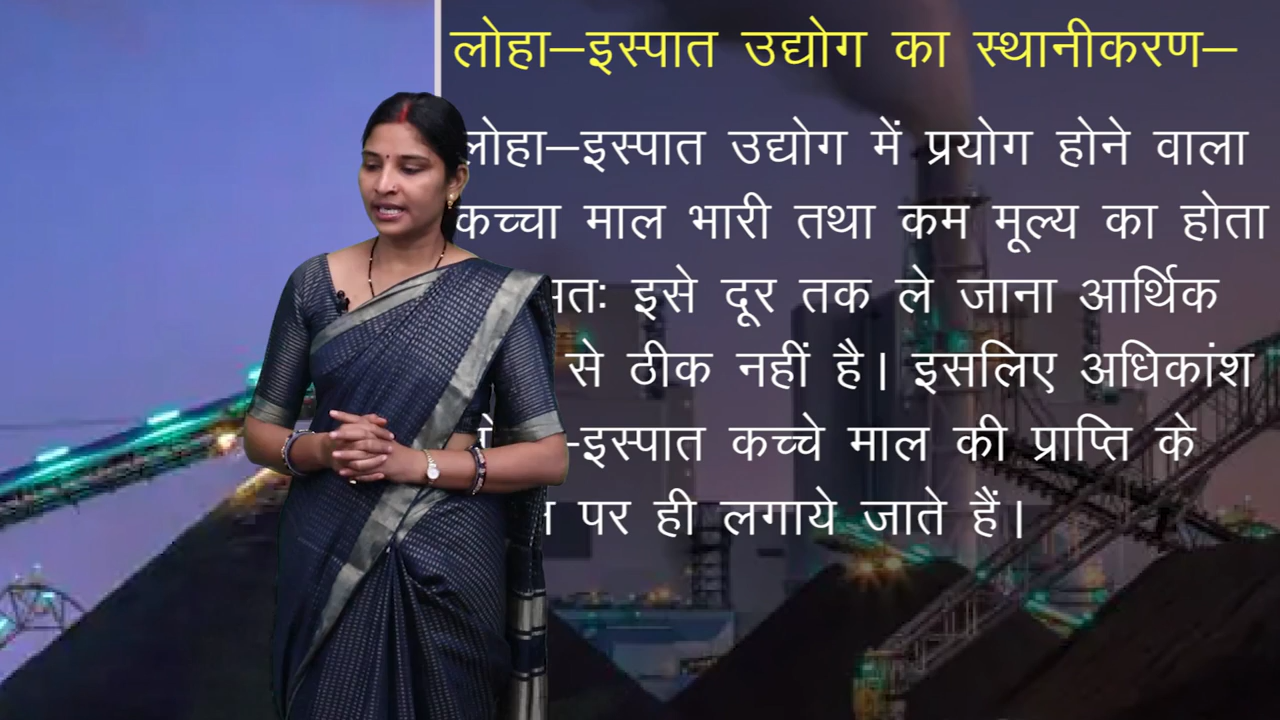 लोहा–इस्पात उद्योग का स्थानीकरण–
लोहा–इस्पात उद्योग में प्रयोग होने वाला
कच्चा माल भारी तथा कम मूल्य का होता
इसे दूर तक ले जाना आर्थिक
से ठीक नहीं है। इसलिए अधिकांश
-इस्पात कच्चे माल की प्राप्ति के
पर ही लगाये जाते हैं।